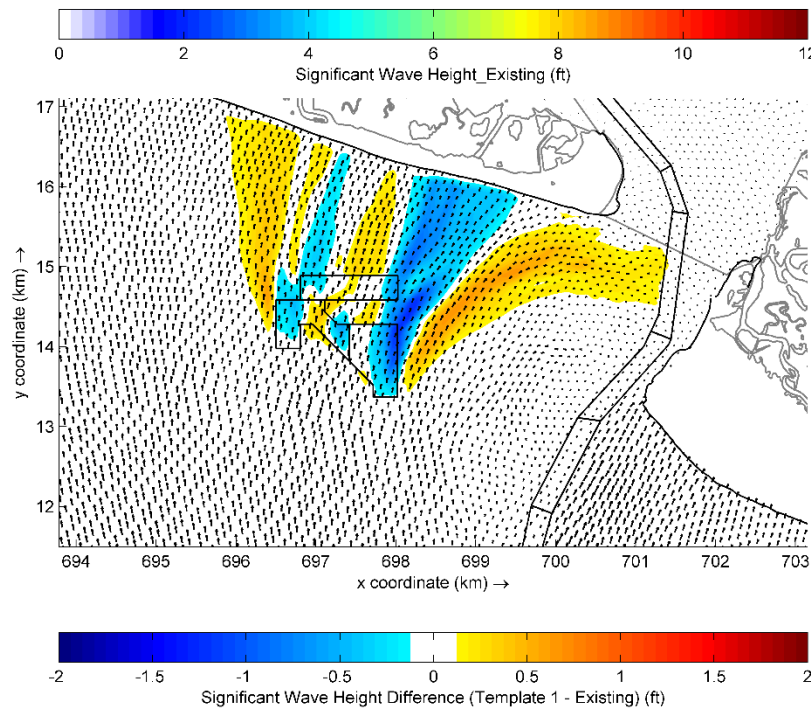 0 2 4 6 8 10 12
Significant Wave Height_Existing (ft)
17
16
15
14
13
12
y coordinate (km) →
694 695 696 697 698 699 700 701 702 703
x coordinate (km) →
-2 -1.5 -1 -0.5 0 0.5 1 1.5 2
Significant Wave Height Difference (Template 1 - Existing) (ft)